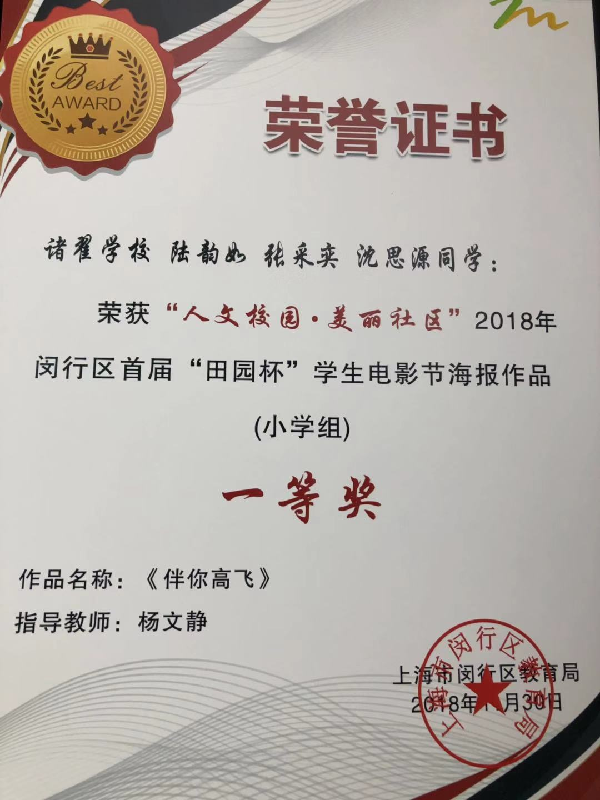 Best
AWARD
荣誉证书
诸翟学校 陆韵如 张采奕 沈思源同学：
荣获“人文校园·美丽社区”2018年
闵行区首届“田园杯”学生电影节海报作品
(小学组)
一等奖
作品名称：《伴你高飞》
指导教师：杨文静
上海市闵行区教育局
2018年11月30日
上海市闵行区教育局